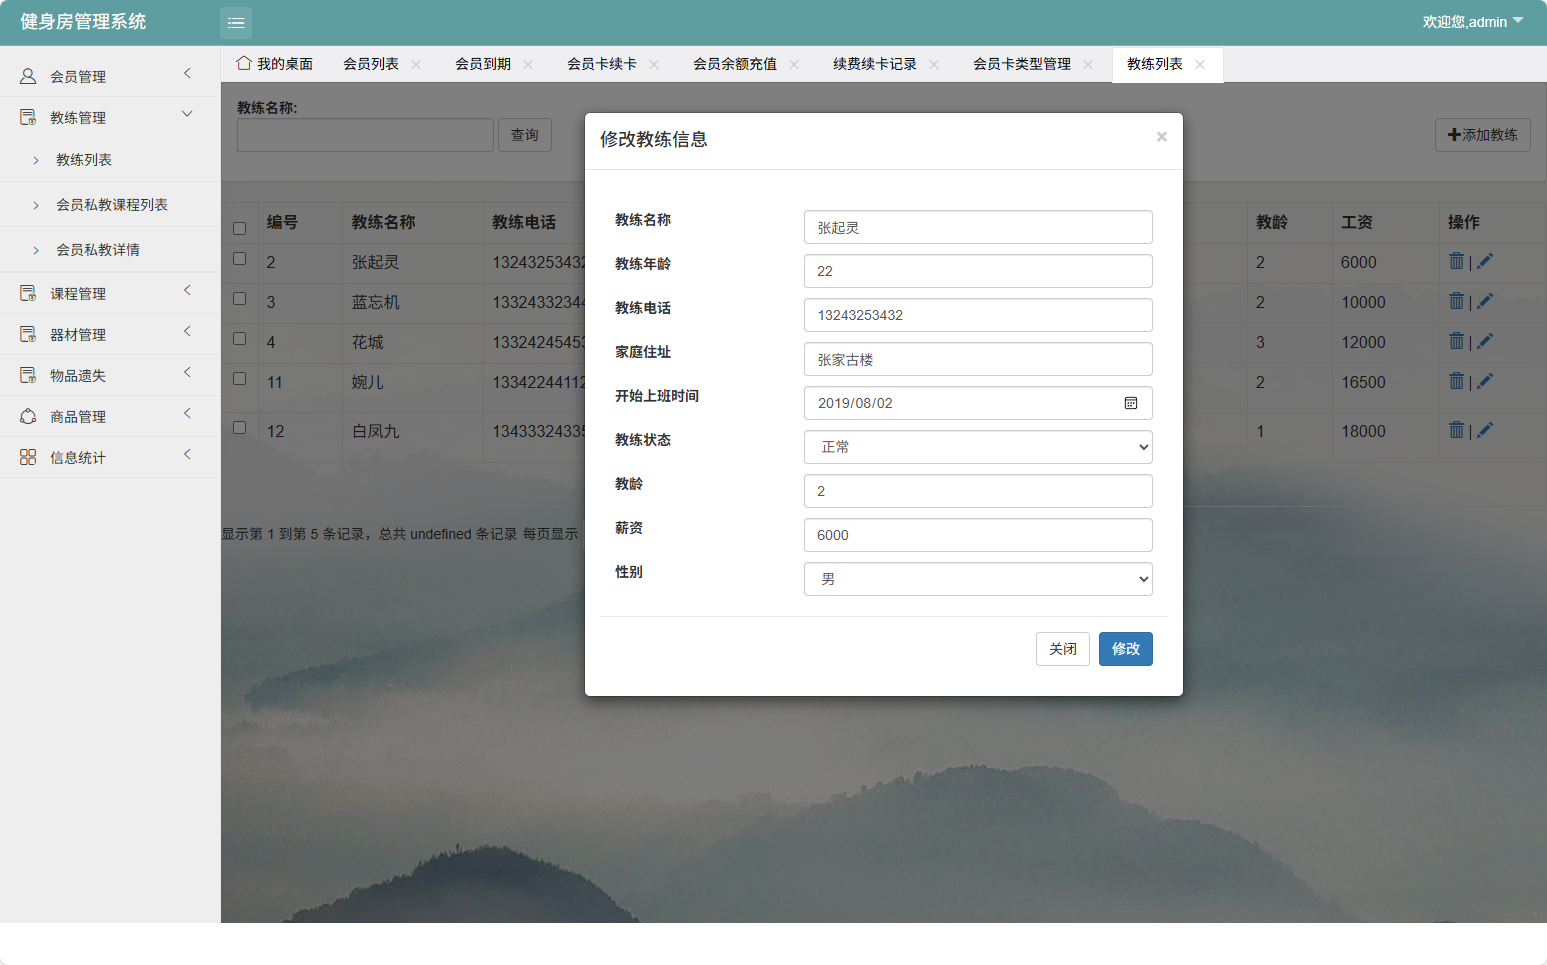 健身房管理系统
欢迎您,admin
会员管理
教练管理
教练列表
会员私教课程列表
会员私教详情
课程管理
器材管理
物品遗失
商品管理
信息统计
我的桌面 会员列表 会员到期 会员卡续卡 会员余额充值 续费续卡记录 会员卡类型管理 教练列表
教练名称:
查询
添加教练
编号 教练名称 教练电话 教龄 工资 操作
2 张起灵 13243253432 2 6000 |
3 蓝忘机 1332433234 2 10000 |
4 花城 1332424545 3 12000 |
11 婉儿 13342244112 2 16500 |
12 白凤九 1343332433 1 18000 |
显示第 1 到第 5 条记录，总共 undefined 条记录 每页显示
修改教练信息
×
教练名称 张起灵
教练年龄 22
教练电话 13243253432
家庭住址 张家古楼
开始上班时间 2019/08/02
教练状态 正常
教龄 2
薪资 6000
性别 男
关闭 修改